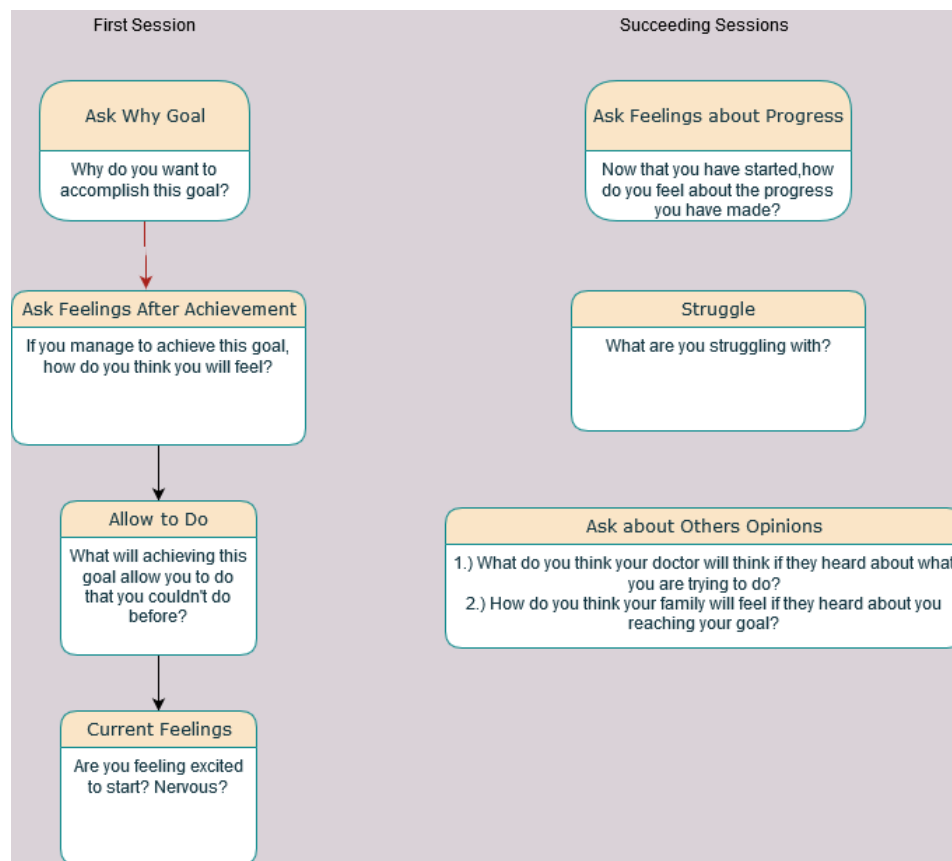 First Session
Succeeding Sessions
Ask Why Goal
Why do you want to
accomplish this goal?
Ask Feelings about Progress
Now that you have started,how
do you feel about the progress
you have made?
Ask Feelings After Achievement
If you manage to achieve this goal,
how do you think you will feel?
Struggle
What are you struggling with?
Allow to Do
What will achieving this
goal allow you to do
that you couldn't do
before?
Ask about Others Opinions
1.) What do you think your doctor will think if they heard about what
you are trying to do?
2.) How do you think your family will feel if they heard about you
reaching your goal?
Current Feelings
Are you feeling excited
to start? Nervous?